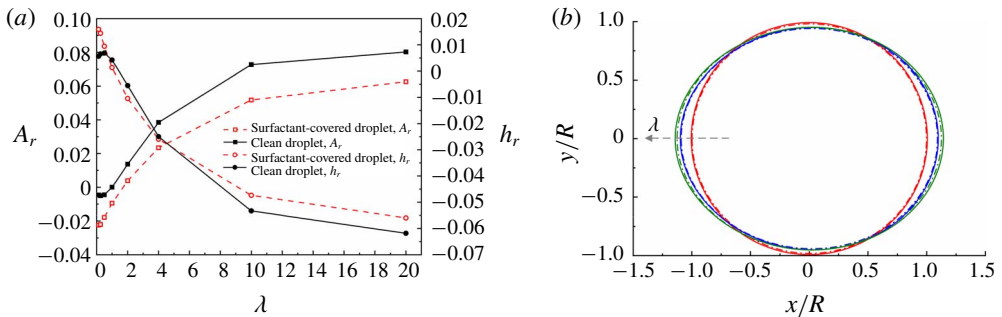 (a)
0.10
0.08
0.06
0.04
0.02
0
−0.02
−0.04
A_r
0.02
0.01
0
−0.01
−0.02
−0.03
−0.04
−0.05
−0.06
−0.07
h_r
Surfactant-covered droplet, A_r
Clean droplet, A_r
Surfactant-covered droplet, h_r
Clean droplet, h_r
0 2 4 6 8 10 12 14 16 18 20
λ
(b)
1.0
0.5
0
−0.5
−1.0
y/R
λ
−1.5 −1.0 −0.5 0 0.5 1.0 1.5
x/R